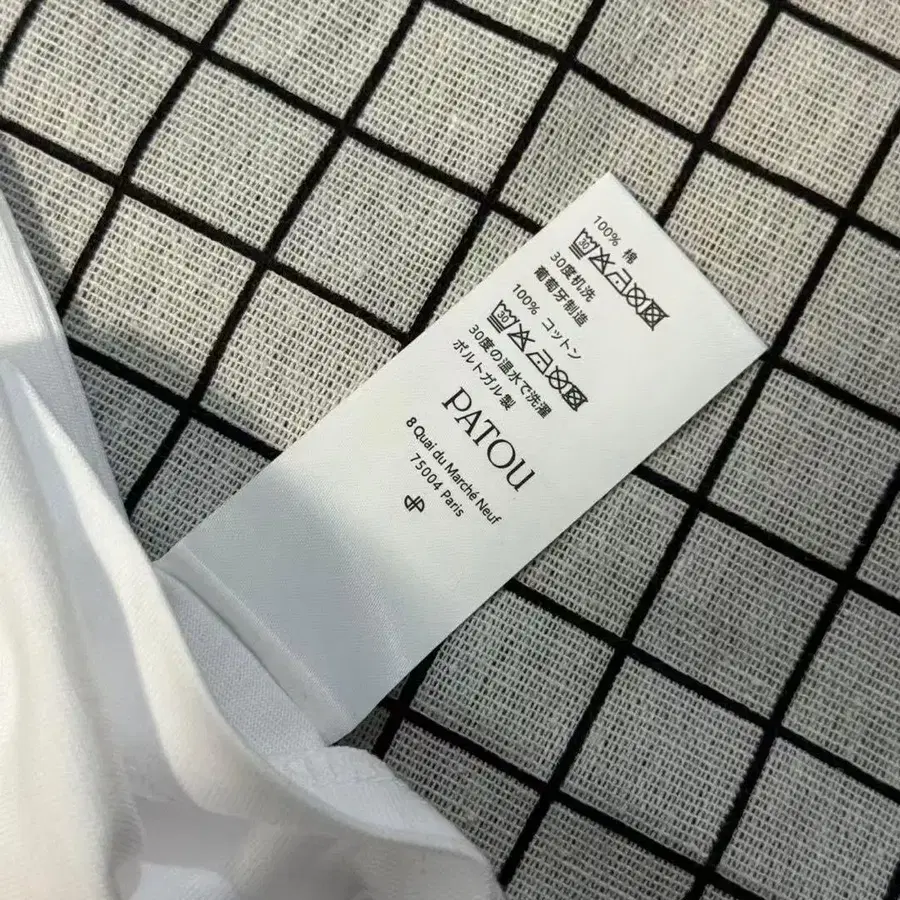 100% 棉
30
30度机洗
葡萄牙制造
100% コットン
30
30度の温水で洗濯
ポルトガル製
PATOU
8 Quai du Marché Neuf
75004 Paris